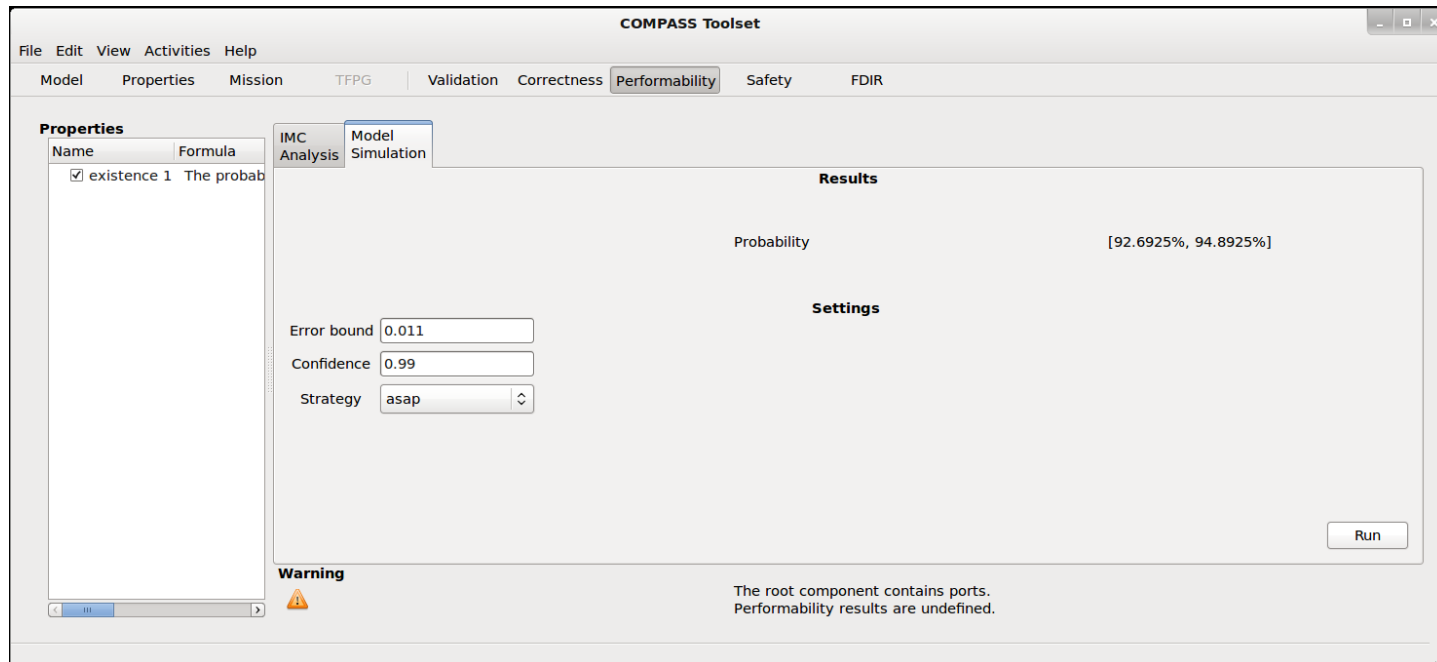 COMPASS Toolset
File Edit View Activities Help
Model Properties Mission TFPG Validation Correctness Performability Safety FDIR
Properties
Name Formula
existence 1 The probab
IMC Analysis
Model Simulation
Results
Probability [92.6925%, 94.8925%]
Settings
Error bound 0.011
Confidence 0.99
Strategy asap
Run
Warning
The root component contains ports.
Performability results are undefined.